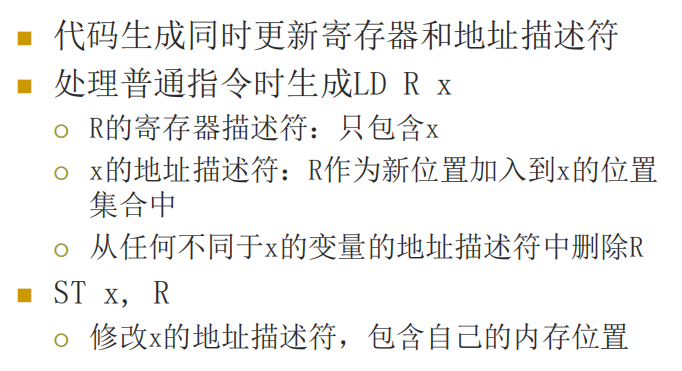 代码生成同时更新寄存器和地址描述符
处理普通指令时生成LD R x
R的寄存器描述符：只包含x
x的地址描述符：R作为新位置加入到x的位置
集合中
从任何不同于x的变量的地址描述符中删除R
ST x, R
修改x的地址描述符，包含自己的内存位置